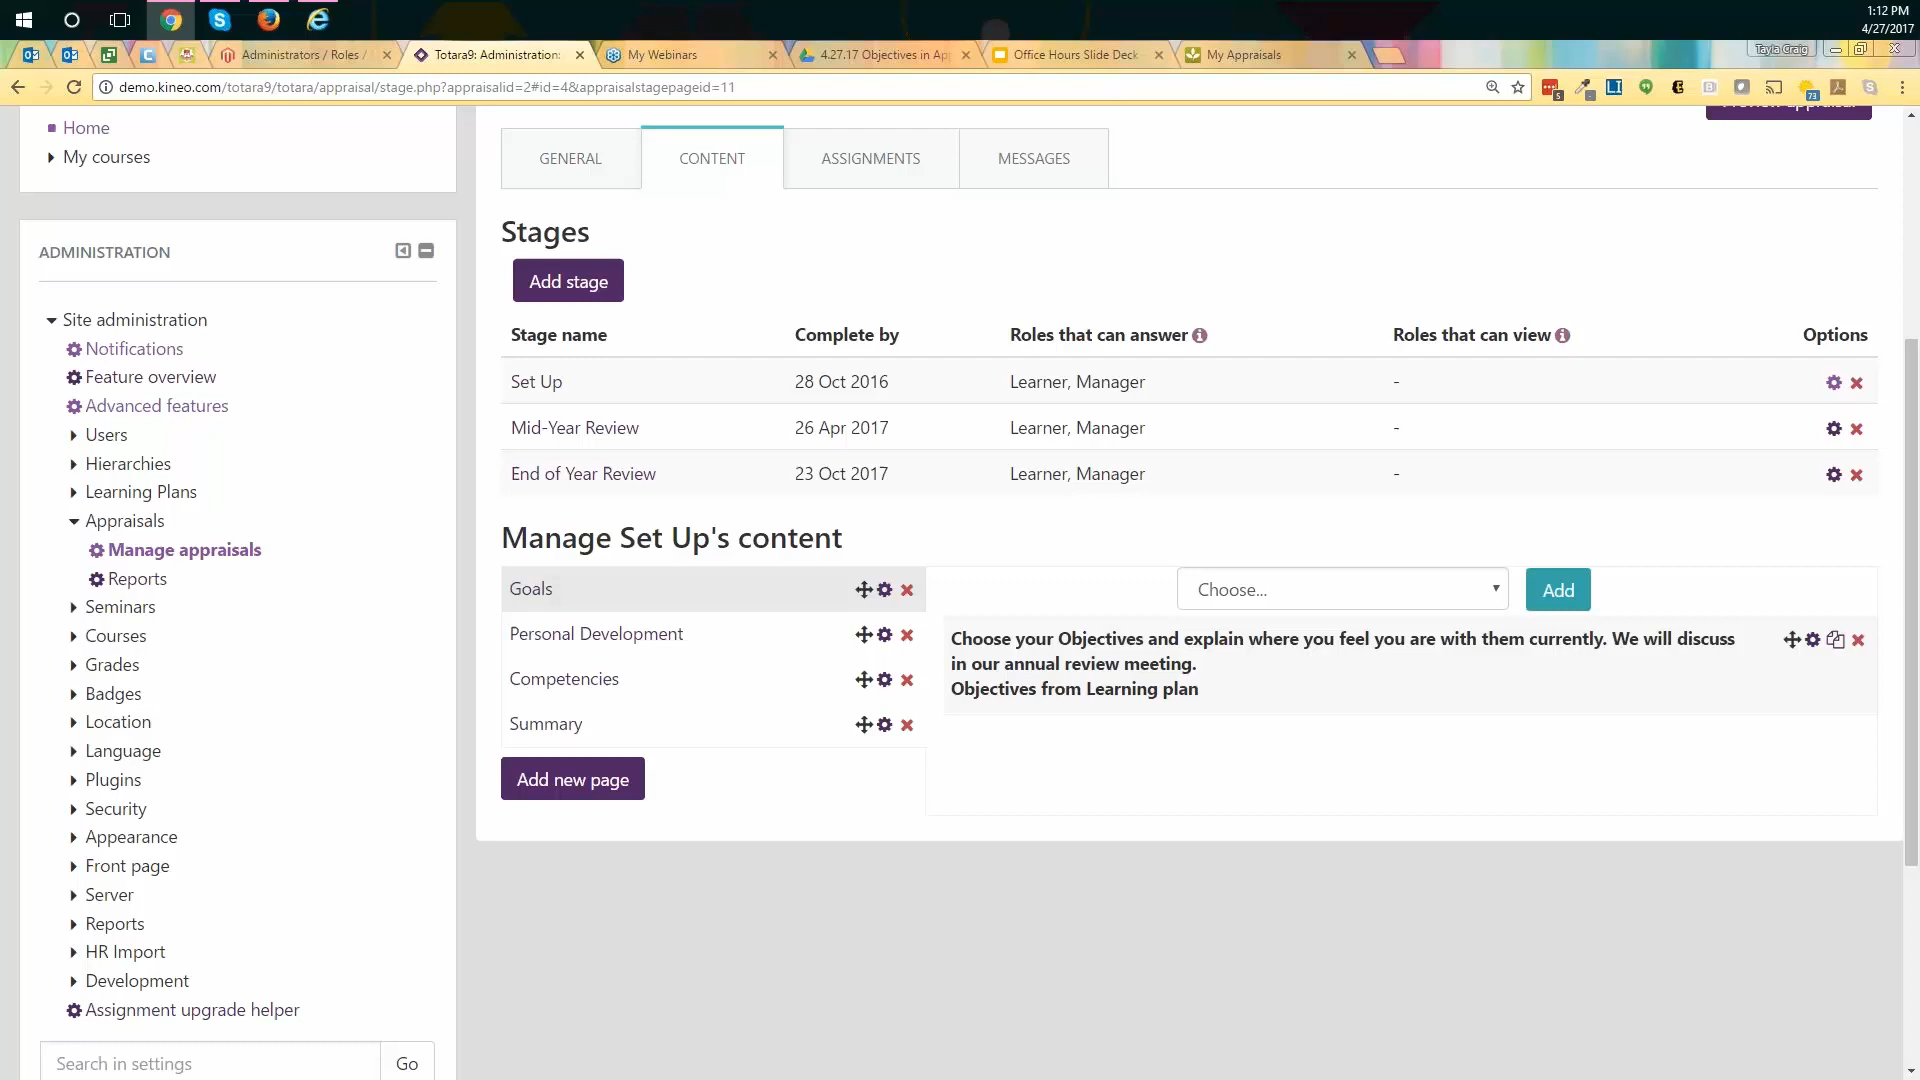 1:12 PM
4/27/2017
Administrators / Roles /
Totara9: Administration:
My Webinars
4.27.17 Objectives in Ap
Office Hours Slide Deck
My Appraisals
Tayla Craig
demo.kineo.com/totara9/totara/appraisal/stage.php?appraisalid=2#id=4&appraisalstagepageid=11
Home
My courses
ADMINISTRATION
Site administration
Notifications
Feature overview
Advanced features
Users
Hierarchies
Learning Plans
Appraisals
Manage appraisals
Reports
Seminars
Courses
Grades
Badges
Location
Language
Plugins
Security
Appearance
Front page
Server
Reports
HR Import
Development
Assignment upgrade helper
Search in settings Go
GENERAL CONTENT ASSIGNMENTS MESSAGES
Stages
Add stage
Stage name Complete by Roles that can answer Roles that can view Options
Set Up 28 Oct 2016 Learner, Manager -
Mid-Year Review 26 Apr 2017 Learner, Manager -
End of Year Review 23 Oct 2017 Learner, Manager -
Manage Set Up's content
Goals
Personal Development
Competencies
Summary
Add new page
Choose... Add
Choose your Objectives and explain where you feel you are with them currently. We will discuss
in our annual review meeting.
Objectives from Learning plan